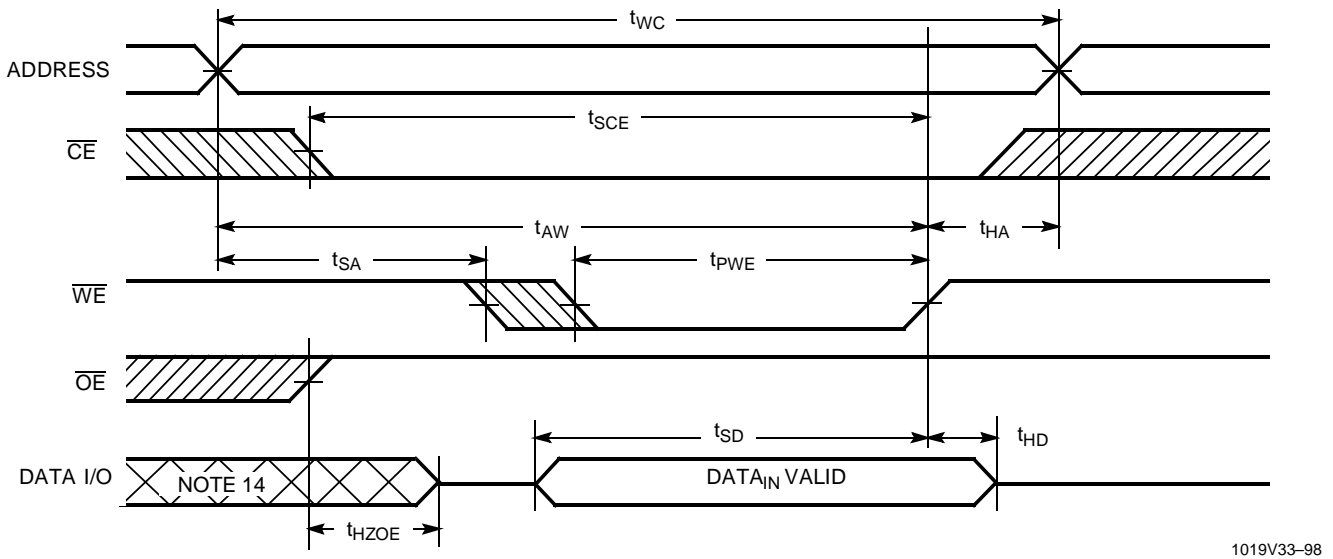 tWC
ADDRESS
tSCE
CE
tAW
tHA
tSA
tPWE
WE
OE
tSD
tHD
DATA I/O
NOTE 14
DATAIN VALID
tHZOE
1019V33–98